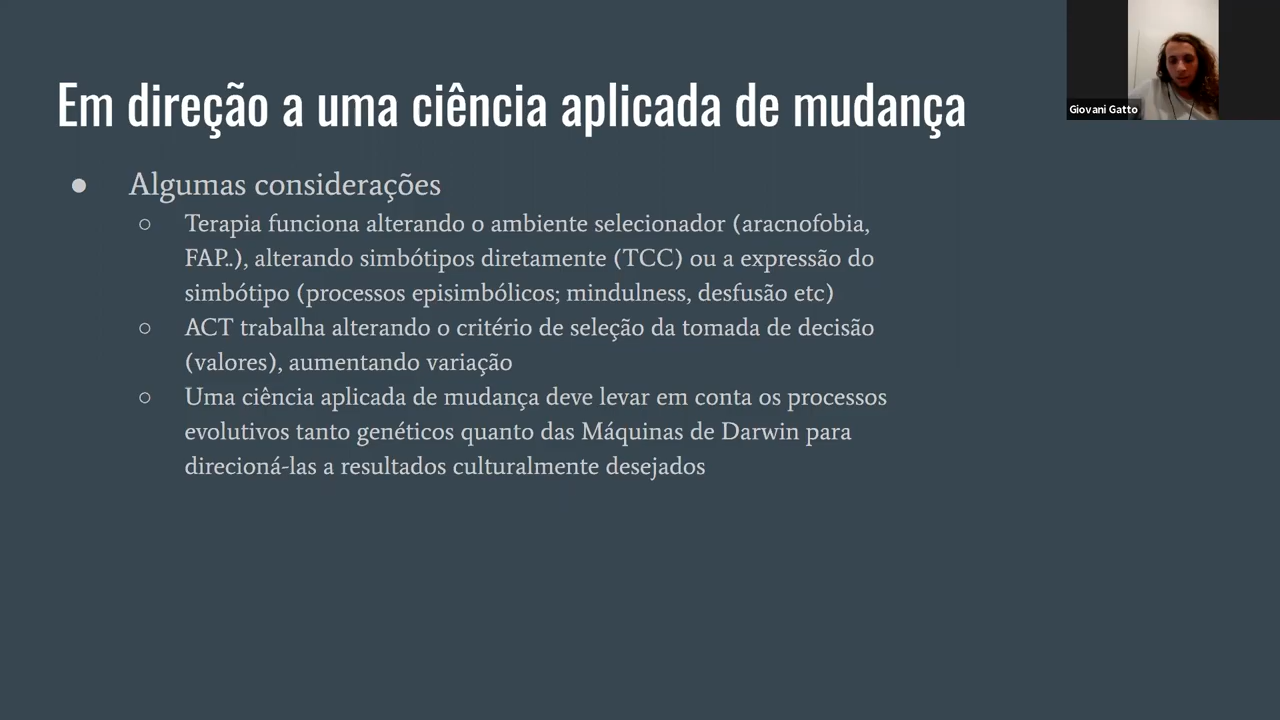 Em direção a uma ciência aplicada de mudança
Giovani Gatto
● Algumas considerações
○ Terapia funciona alterando o ambiente selecionador (aracnofobia,
FAP..), alterando simbótipos diretamente (TCC) ou a expressão do
simbótipo (processos episimbólicos; mindulness, desfusão etc)
○ ACT trabalha alterando o critério de seleção da tomada de decisão
(valores), aumentando variação
○ Uma ciência aplicada de mudança deve levar em conta os processos
evolutivos tanto genéticos quanto das Máquinas de Darwin para
direcioná-las a resultados culturalmente desejados